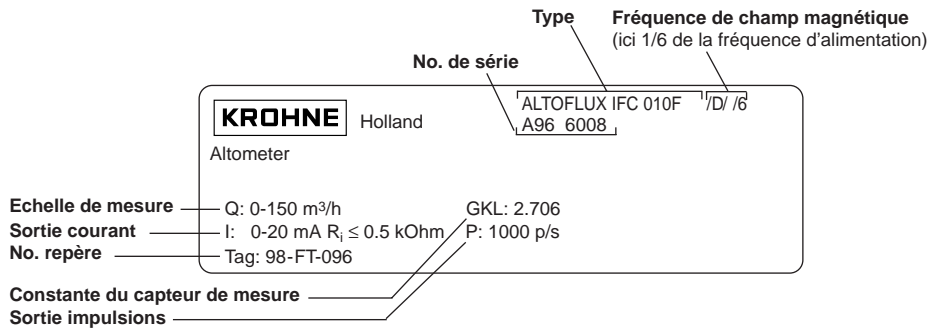 Type
Fréquence de champ magnétique
(ici 1/6 de la fréquence d'alimentation)
No. de série
KROHNE Holland
ALTOFLUX IFC 010F /D/ /6
A96 6008
Altometer
Echelle de mesure Q: 0-150 m³/h GKL: 2.706
Sortie courant I: 0-20 mA Rᵢ ≤ 0.5 kOhm P: 1000 p/s
No. repère Tag: 98-FT-096
Constante du capteur de mesure
Sortie impulsions